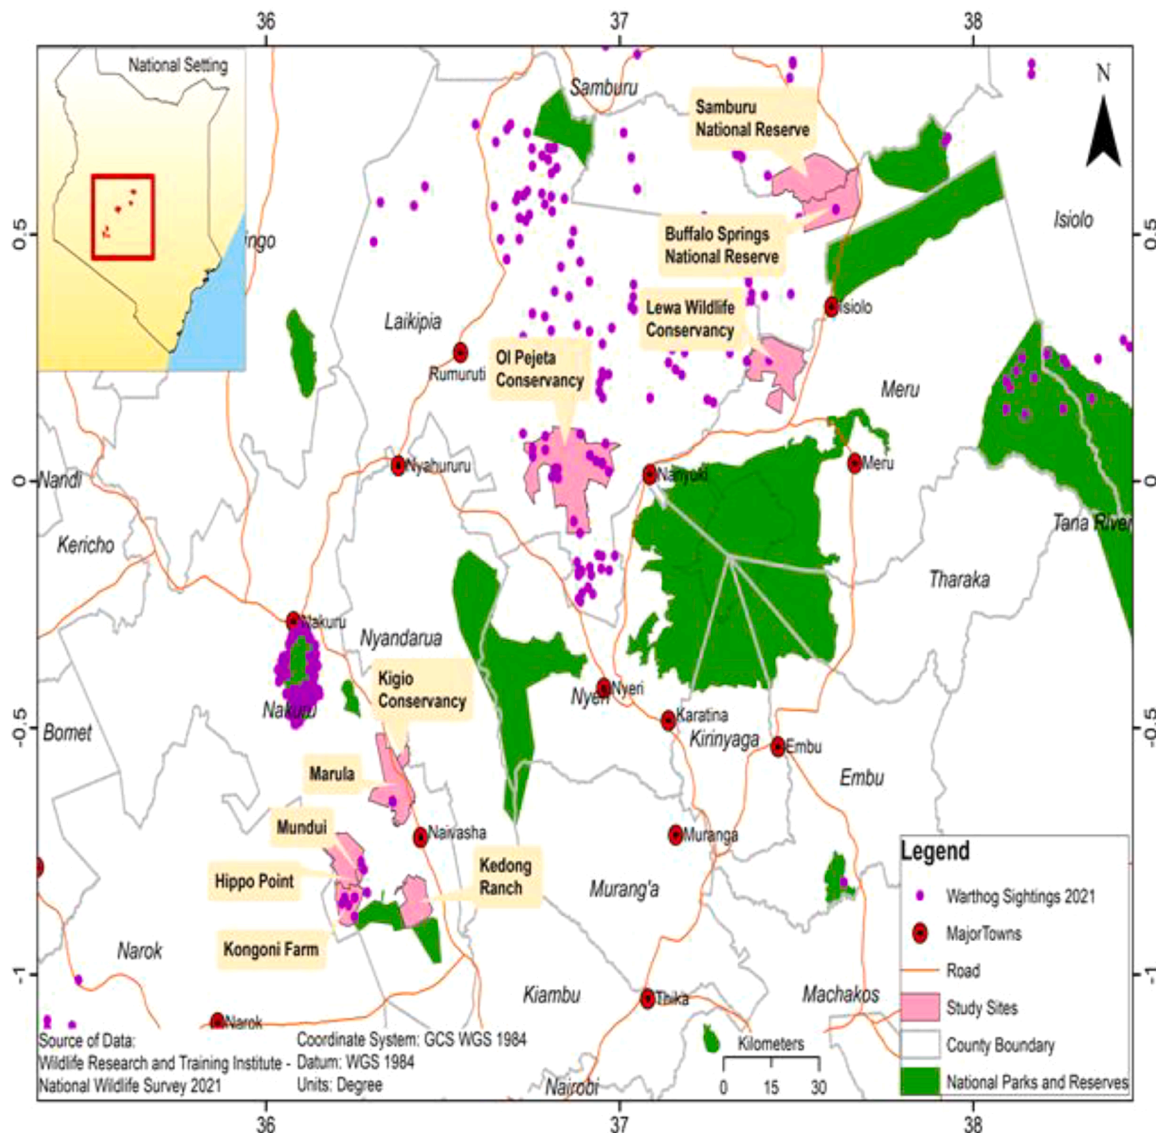 36
37
38
National Setting
N
Samburu
Samburu
National Reserve
0.5
ingo
Isiolo
0.5
Buffalo Springs
National Reserve
Lewa Wildlife
Conservancy
Isiolo
Laikipia
Rumuruti
Ol Pejeta
Conservancy
Meru
Nyahururu
Nanyuki
Meru
0
Nandi
0
Kericho
Tana River
Tharaka
Nakuru
Nyandarua
Kigio
Conservancy
Nyeri
Nyeri
Nakuru
Karatina
Kirinyaga
Embu
-0.5
Bomet
-0.5
Marula
Embu
Mundui
Naivasha
Muranga
Hippo Point
Kedong
Ranch
Murang'a
Kongoni Farm
Narok
Kiambu
Thika
Machakos
-1
-1
Narok
Nairobi
Legend
Warthog Sightings 2021
MajorTowns
Road
Study Sites
County Boundary
National Parks and Reserves
Source of Data:
Wildlife Research and Training Institute -
National Wildlife Survey 2021
Coordinate System: GCS WGS 1984
Datum: WGS 1984
Units: Degree
Kilometers
0 15 30
36
37
38